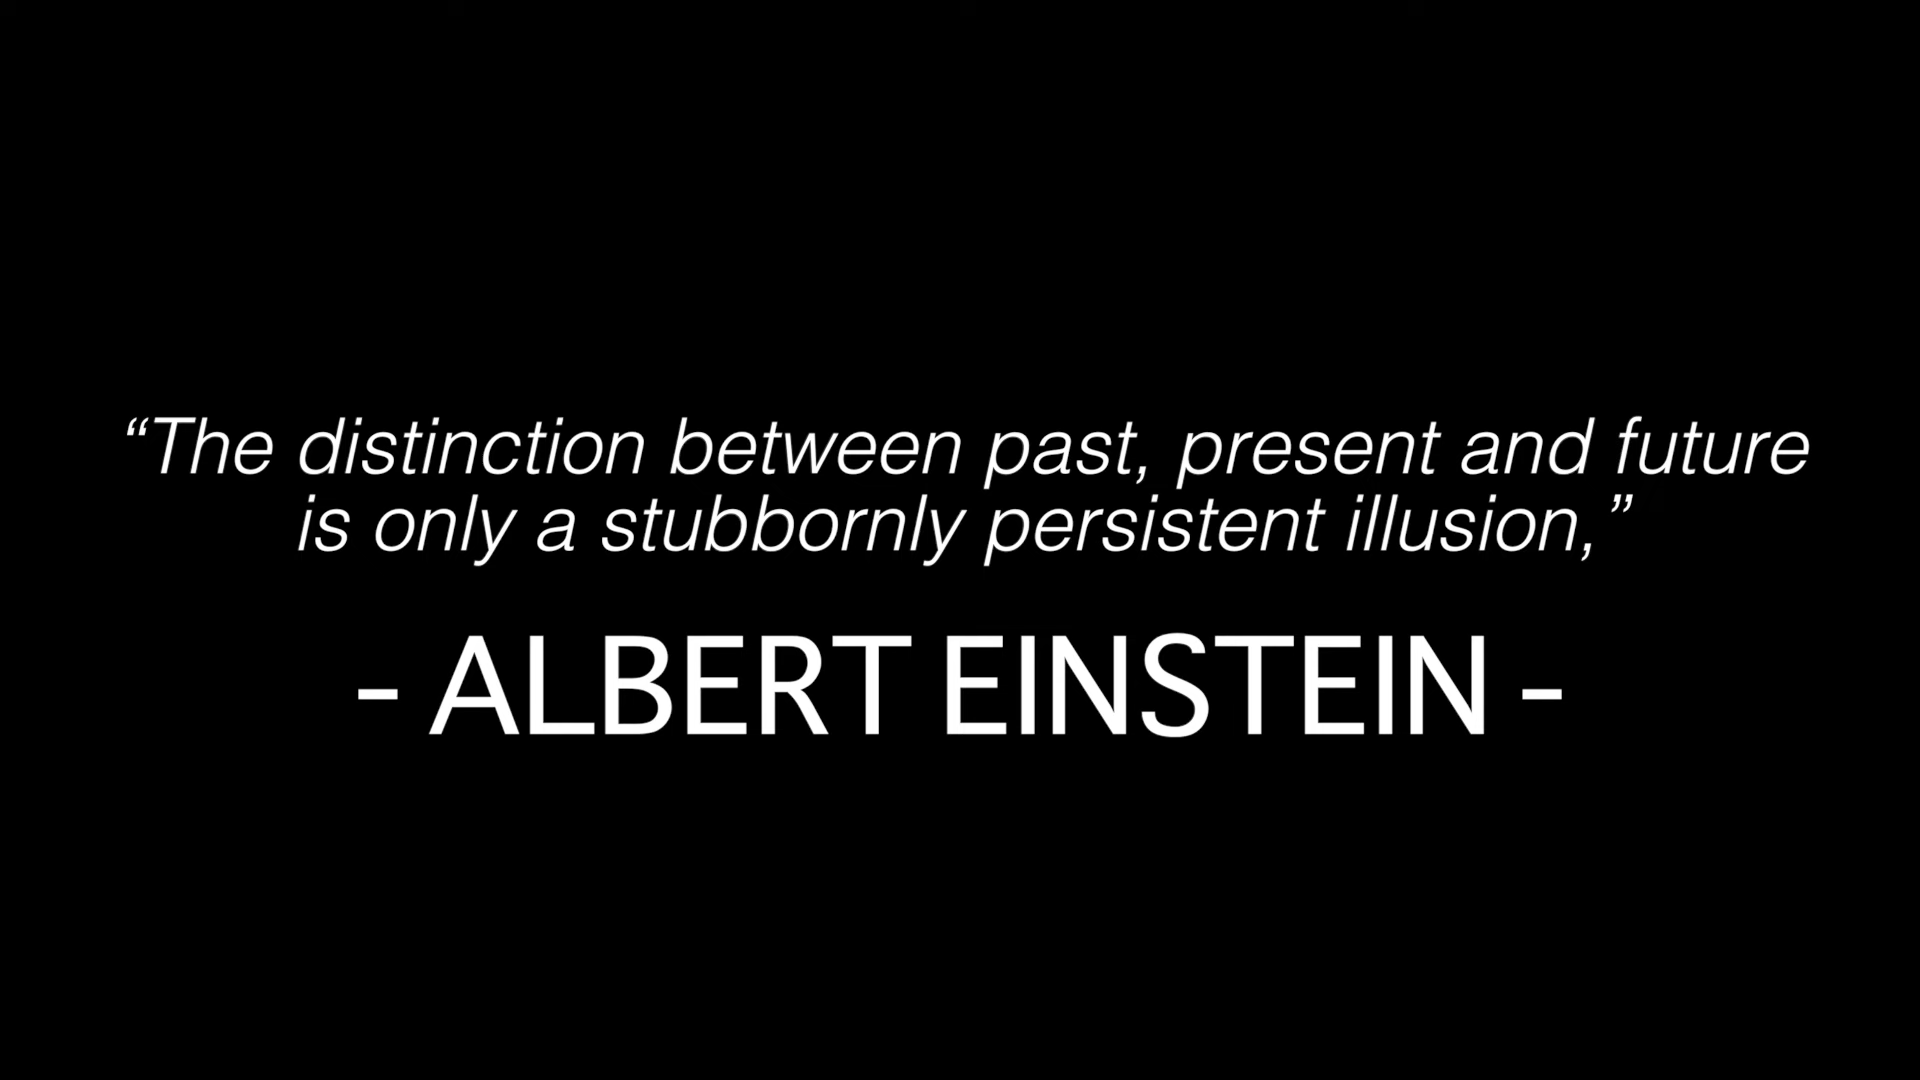 “The distinction between past, present and future
is only a stubbornly persistent illusion,”
- ALBERT EINSTEIN -